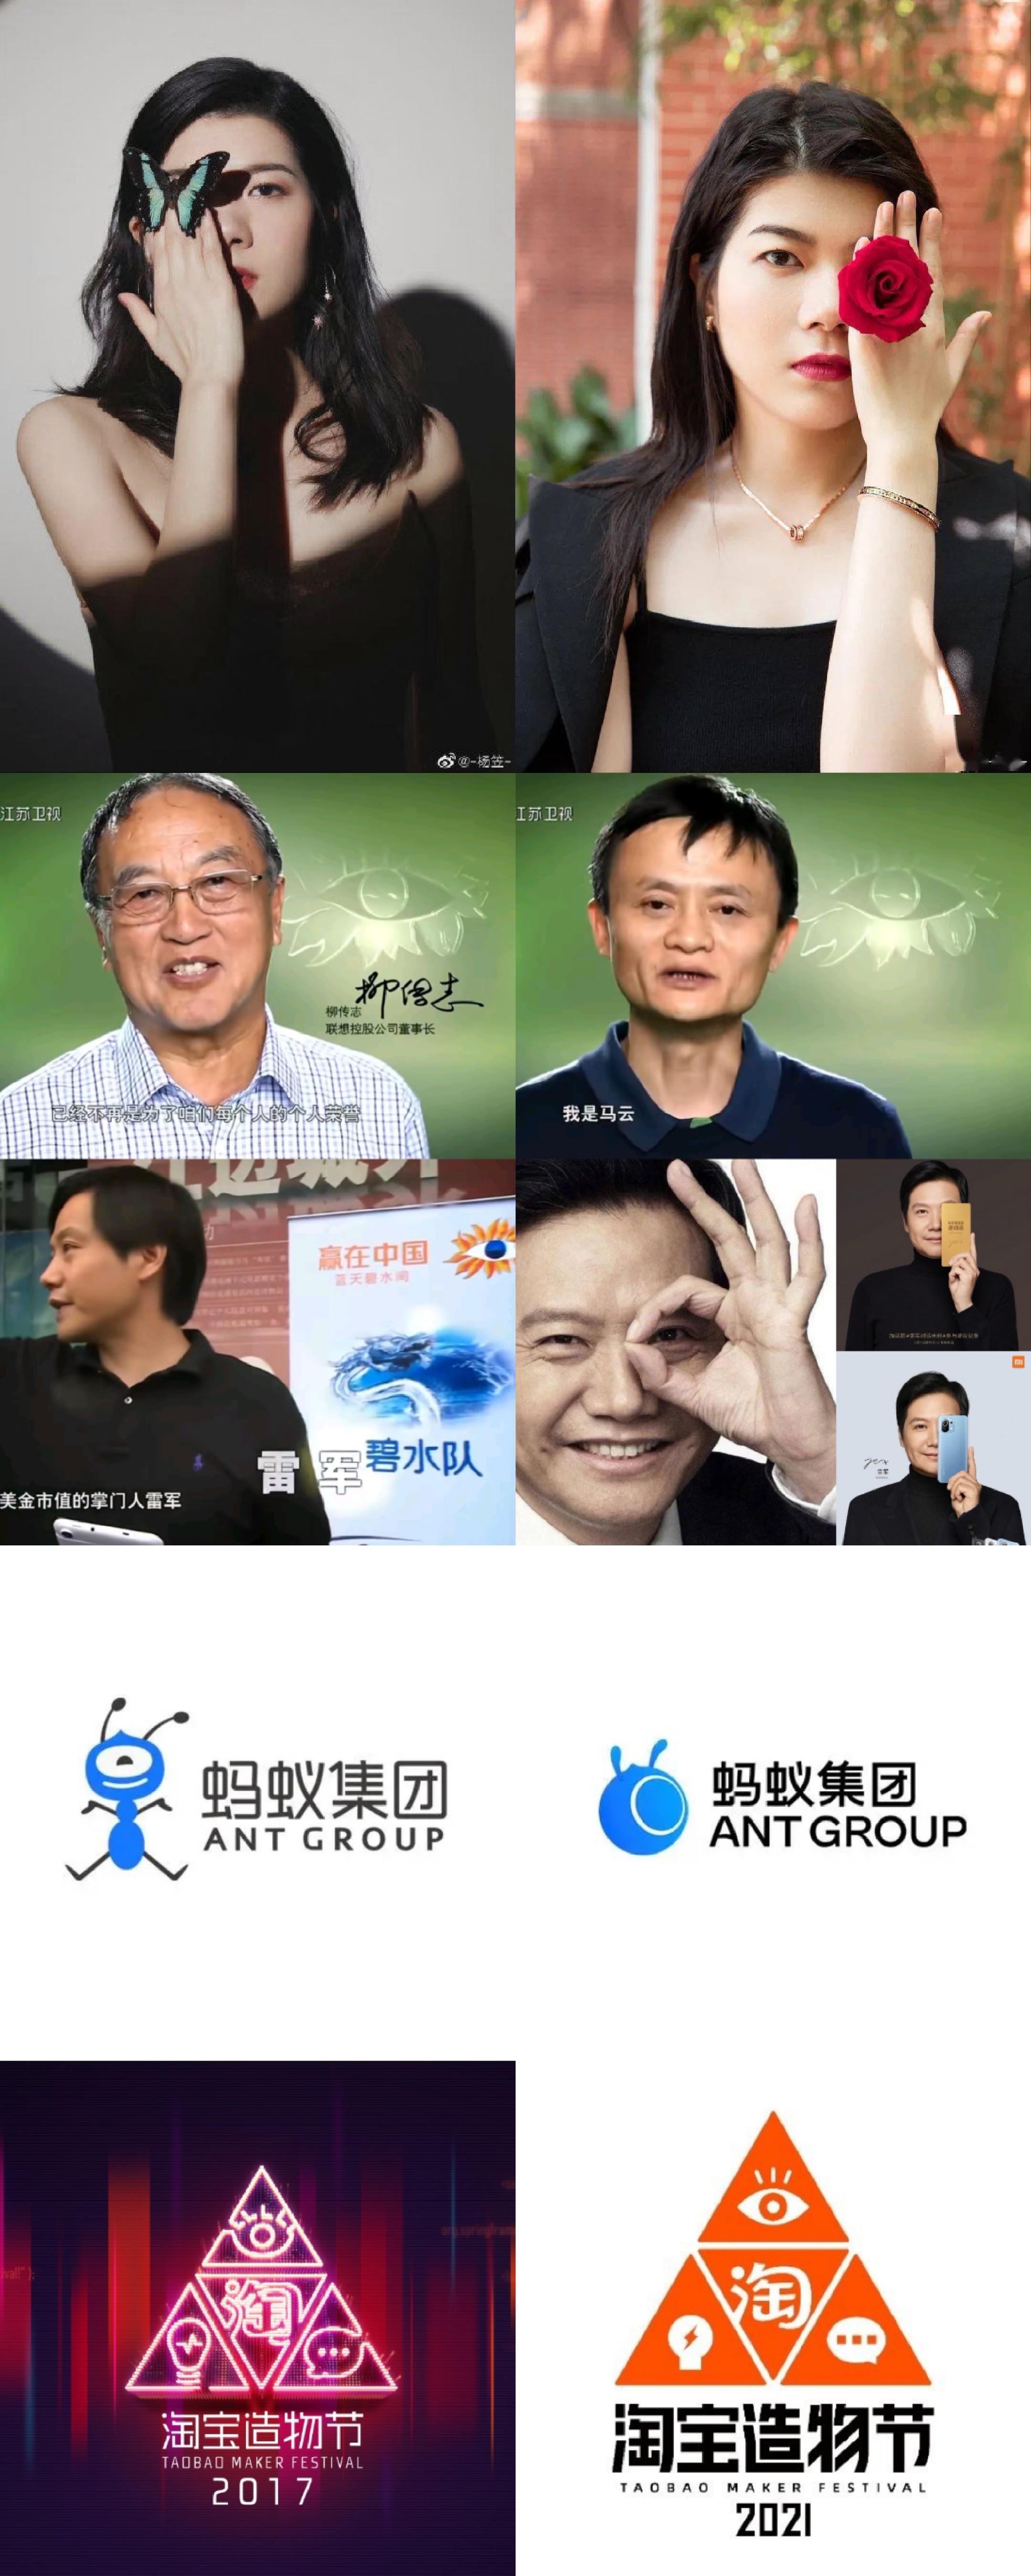 @-杨笠-
江苏卫视
柳传志
柳传志
联想控股公司董事长
已经不再是为了咱们每个人的个人荣誉
江苏卫视
我是马云
赢在中国
蓝天碧水间
碧水队
雷 军
美金市值的掌门人雷军
雷军
蚂蚁集团
ANT GROUP
蚂蚁集团
ANT GROUP
淘
淘宝造物节
TAOBAO MAKER FESTIVAL
2017
淘
淘宝造物节
TAOBAO MAKER FESTIVAL
2021